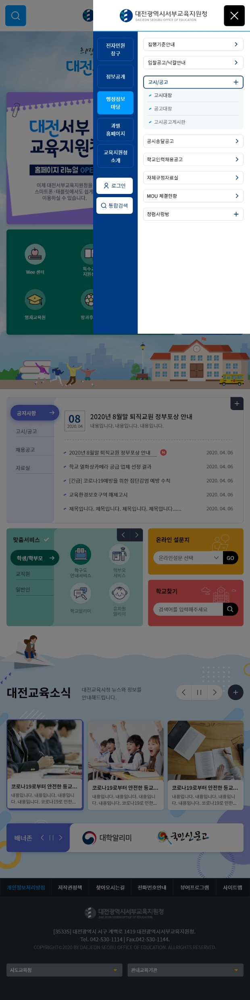 대전광역시서부교육지원청
DAEJEON SEOGBU OFFICE OF EDUCATION
전자민원
창구
정보공개
행정정보
마당
과별
홈페이지
교육지원청
소개
로그인
통합검색
집행기준안내
입찰공고/낙찰안내
고시/공고
고시대장
공고대장
고시공고게시판
공시송달공고
학교인력채용공고
자체규정자료실
MOU 체결현황
청렴사랑방
대전
대전서부
교육지원
홈페이지 리뉴얼 OPE
이제 대전서부교육지원청을
스마트폰·태블릿에서도 쉽게
이용하실 수 있습니다.
Wee 센터
특수교
지원센
영재교육원
방과후
공지사항
고시/공고
채용공고
자료실
08
2020. 04
2020년 8월말 퇴직교원 정부포상 안내
내용입니다. 내용입니다. 내용입니다.
2020년 8월말 퇴직교원 정부포상 안내 N 2020. 04. 06
학교 열화상카메라 공급 업체 선정 결과 2020. 04. 06
[긴급] 코로나19예방을 위한 집단감염 예방 수칙 2020. 04. 06
교육환경보호구역 해제고시 2020. 04. 06
제목입니다. 제목입니다. 제목입니다. 제목입니다...... 2020. 04. 06
맞춤서비스
학생/학부모
교직원
일반인
학구도
안내서비스
학부모
서비스
학교알리미
유치원
알리미
온라인 설문지
온라인설문 선택
GO
학교찾기
검색어를 입력해주세요
대전교육소식
대전교육시청 뉴스와 정보를
안내해드립니다.
코로나19로부터 안전한 등교...
내용입니다. 내용입니다. 내용입니
다. 내용입니다. 코로나19로 인한...
코로나19로부터 안전한 등교...
내용입니다. 내용입니다. 내용입니
다. 내용입니다. 코로나19로 인한...
코로나19로부터 안전한 등교...
내용입니다. 내용입니다. 내용입니
다. 내용입니다. 코로나19로 인한...
배너존
대학알리미
국민신문고
개인정보처리방침
저작권정책
찾아오시는길
전화번호안내
뷰어프로그램
사이트맵
대전광역시서부교육지원청
DAEJEON SEOGBU OFFICE OF EDUCATION
[35335] 대전광역시 서구 계백로 1419 대전광역시서부교육지원청.
Tel. 042-530-1114 | Fax.042-530-1144.
COPYRIGHT©2020 BY DAEJEON SEOBU OFFICE OF EDUCATION. ALLRIGHTS RESERVED.
시도교육청
관내교육기관